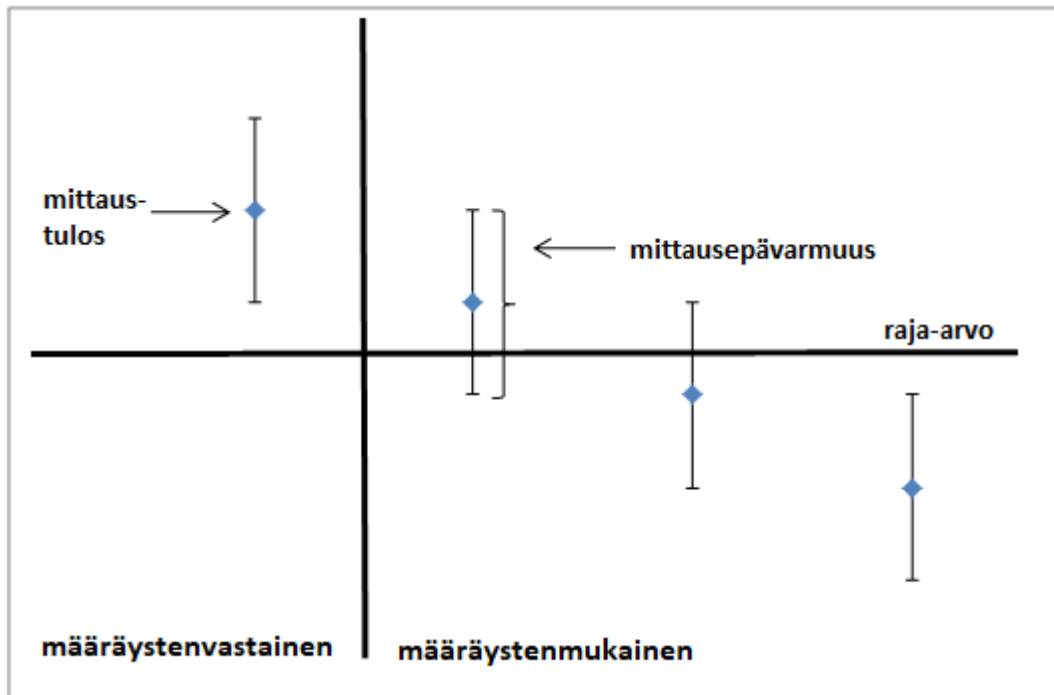 mittaus-
tulos
mittausepävarmuus
raja-arvo
määräystenvastainen
määräystenmukainen